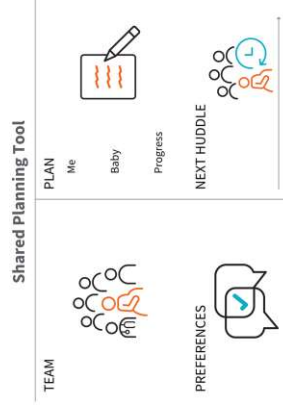 Shared Planning Tool
TEAM
PLAN
Me
Baby
Progress
PREFERENCES
NEXT HUDDLE